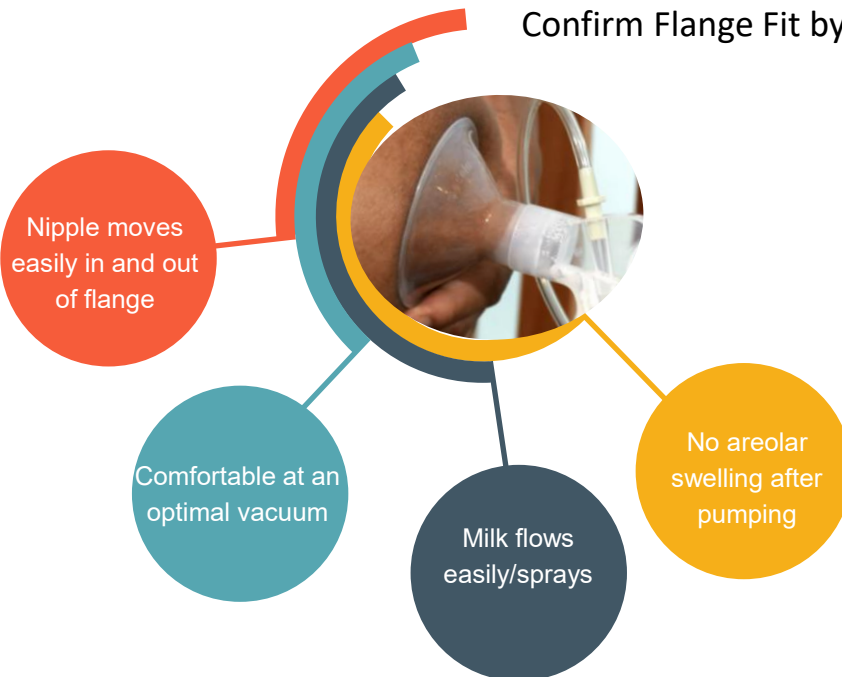 Confirm Flange Fit by
Nipple moves
easily in and out
of flange
Comfortable at an
optimal vacuum
Milk flows
easily/sprays
No areolar
swelling after
pumping